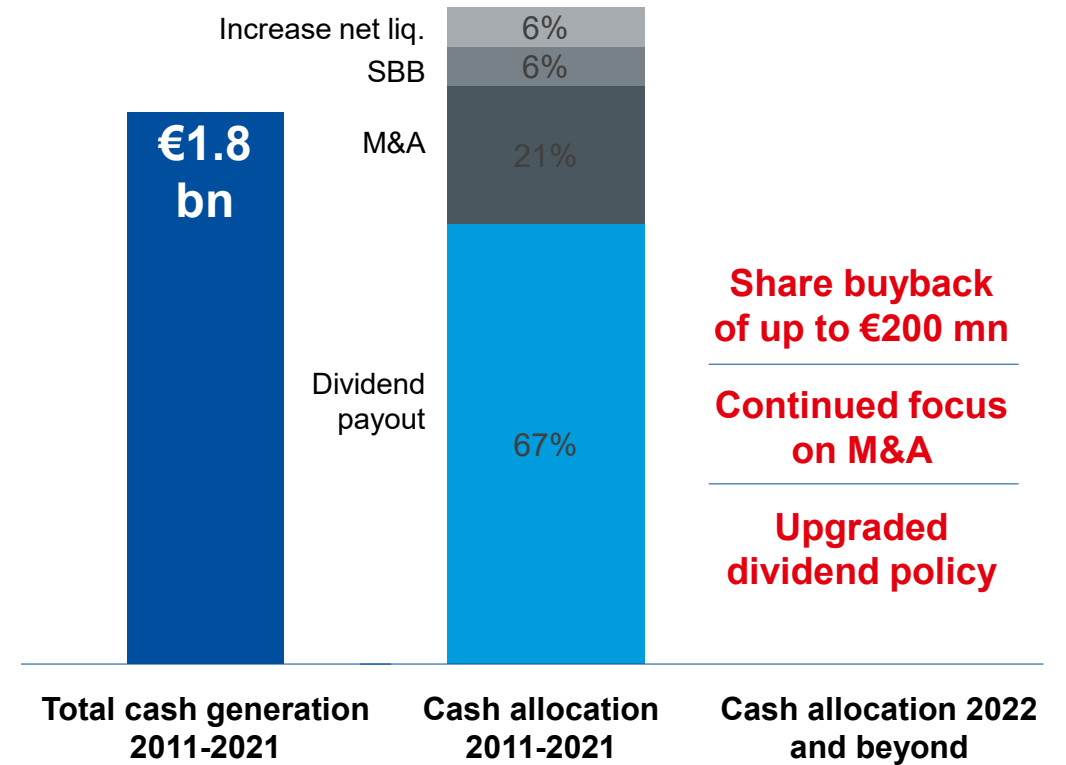 Increase net liq.
6%
SBB
6%
M&A
21%
€1.8
bn
Dividend
payout
67%
Share buyback
of up to €200 mn
Continued focus
on M&A
Upgraded
dividend policy
Total cash generation
2011-2021
Cash allocation
2011-2021
Cash allocation 2022
and beyond